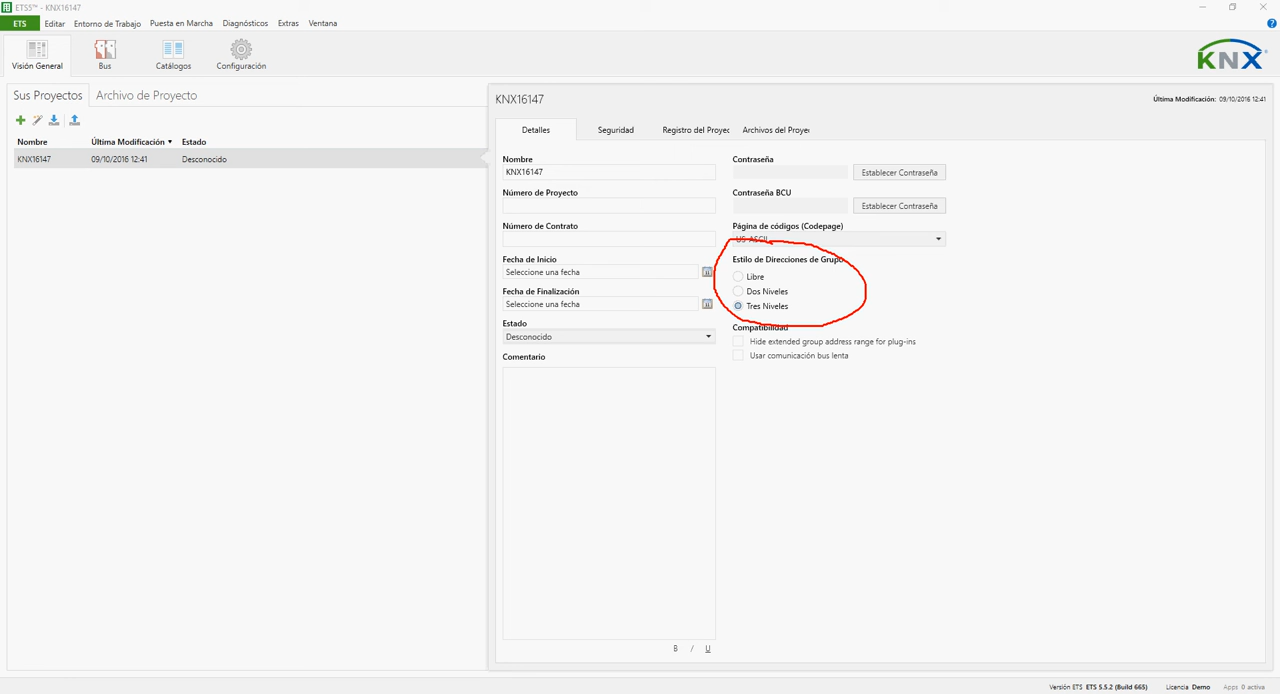 ETS5™ - KNX16147
ETS Editar Entorno de Trabajo Puesta en Marcha Diagnósticos Extras Ventana
Visión General Bus Catálogos Configuración
KNX
Sus Proyectos Archivo de Proyecto
Nombre Última Modificación Estado
KNX16147 09/10/2016 12:41 Desconocido
KNX16147
Última Modificación: 09/10/2016 12:41
Detalles Seguridad Registro del Proyec Archivos del Proye
Nombre
KNX16147
Número de Proyecto
Número de Contrato
Fecha de Inicio
Seleccione una fecha
Fecha de Finalización
Seleccione una fecha
Estado
Desconocido
Comentario
B I U
Contraseña
Establecer Contraseña
Contraseña BCU
Establecer Contraseña
Página de códigos (Codepage)
US-ASCII
Estilo de Direcciones de Grupo
Libre
Dos Niveles
Tres Niveles
Compatibilidad
Hide extended group address range for plug-ins
Usar comunicación bus lenta
Versión ETS ETS 5.5.2 (Build 665) Licencia Demo Apps 0 activa